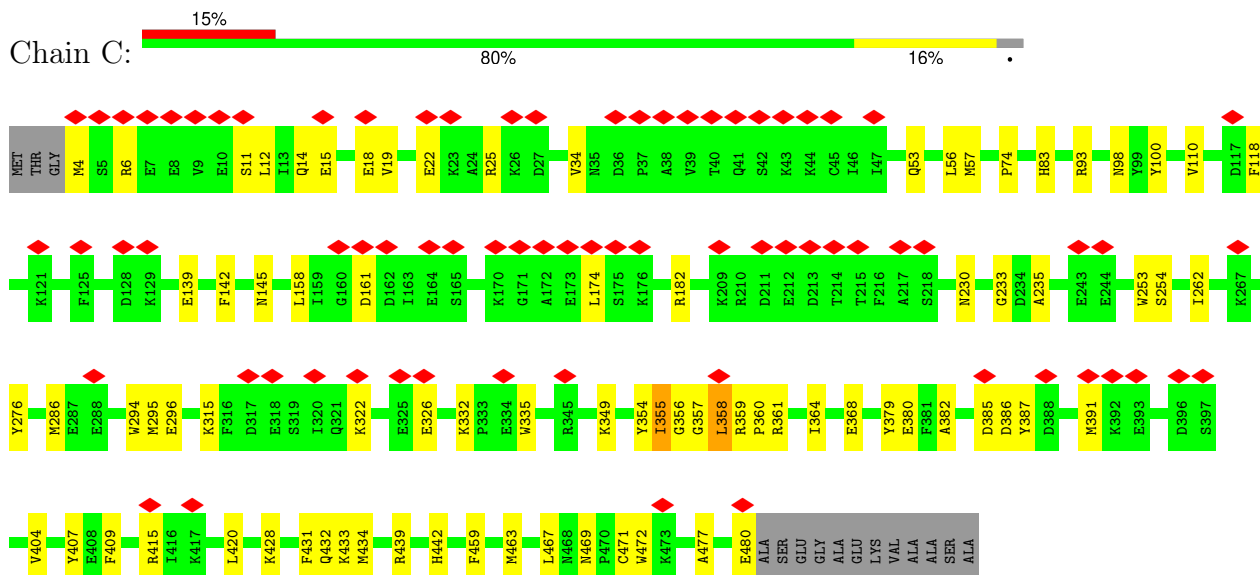 15%
Chain C:
80% 16% •
MET THR GLY M4 S5 R6 E7 E8 V9 E10 S11 L12 I13 Q14 E15 E18 V19 E22 K23 A24 R25 K26 D27 V34 N35 D36 P37 A38 V39 T40 Q41 S42 K43 K44 C45 I46 I47 Q53 L56 M57 P74 H83 R93 N98 Y99 Y100 V110 D117 F118
K121 F125 D128 K129 E139 F142 N145 L158 I159 G160 D161 D162 I163 E164 S165 K170 G171 A172 E173 L174 S175 K176 R182 K209 R210 D211 E212 D213 T214 T215 F216 A217 S218 N230 G233 D234 A235 E243 E244 W253 S254 I262 K267
Y276 M286 E287 E288 W294 M295 E296 K315 F316 D317 E318 S319 I320 Q321 K322 E325 E326 K332 P333 E334 W335 R345 K349 Y354 I355 G356 G357 L358 R359 P360 R361 I364 E368 Y379 E380 F381 A382 D385 D386 Y387 D388 M391 K392 E393 D396 S397
V404 Y407 E408 F409 R415 I416 K417 L420 K428 F431 Q432 K433 M434 R439 H442 F459 M463 L467 N468 N469 P470 C471 W472 K473 A477 E480 ALA SER GLU GLY ALA GLU LYS VAL ALA ALA SER ALA